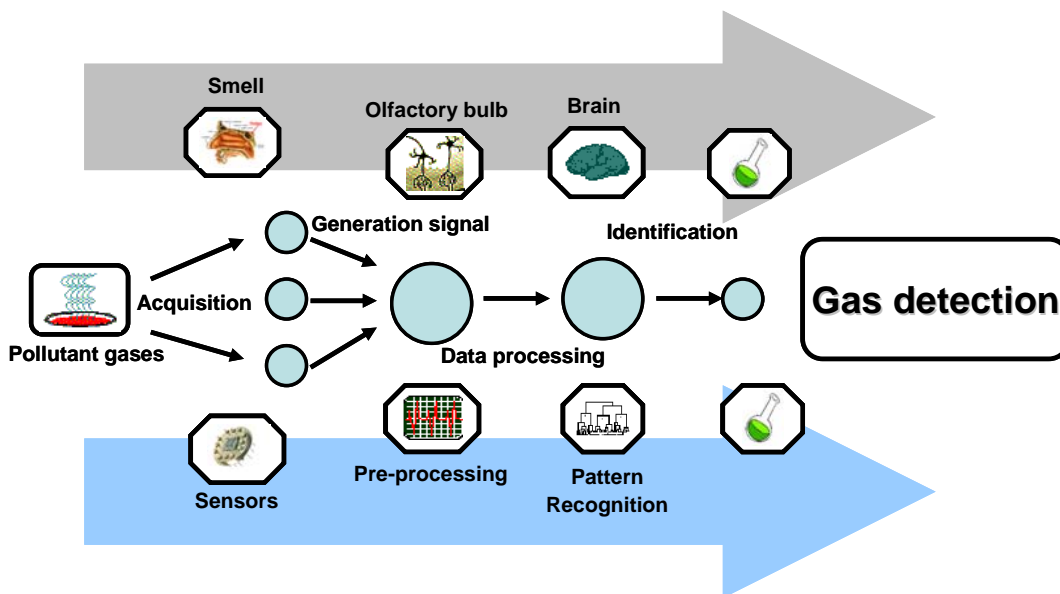 Smell
Olfactory bulb
Brain
Generation signal
Identification
Acquisition
Gas detection
Pollutant gases
Data processing
Pre-processing
Pattern
Recognition
Sensors